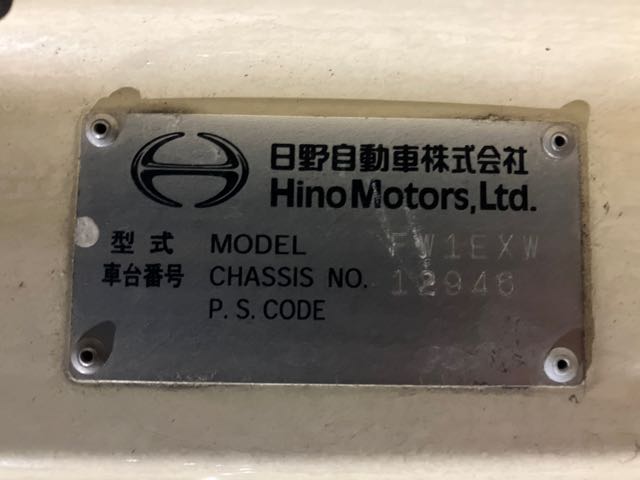 日野自動車株式会社
Hino Motors, Ltd.
型式 MODEL FW1EXW
車台番号 CHASSIS NO. 12946
P. S. CODE